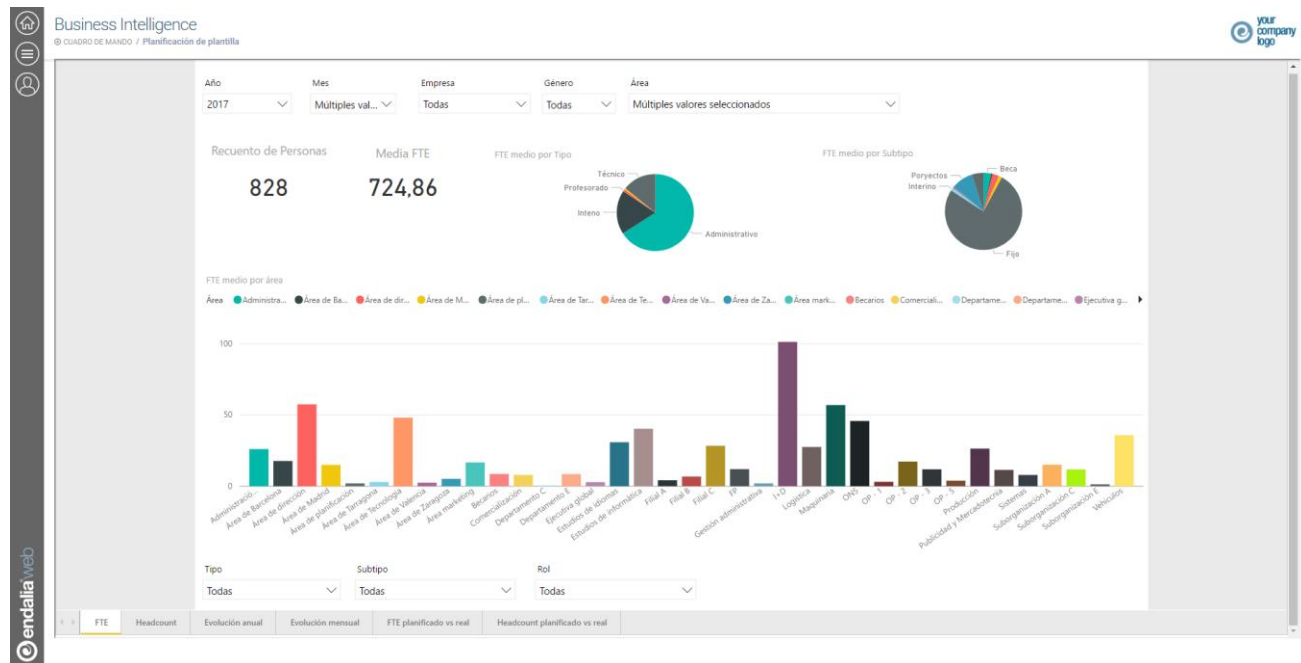 Business Intelligence
CUADRO DE MANDO / Planificación de plantilla
your
company
logo
Año
Mes
Empresa
Género
Área
2017
Múltiples val...
Todas
Todas
Múltiples valores seleccionados
Recuento de Personas
828
Media FTE
724,86
FTE medio por Tipo
Técnico
Profesorado
Inteno
Administrativo
FTE medio por Subtipo
Beca
Poryectos
Interino
Fijo
FTE medio por área
Área Administra... Área de Ba... Área de dir... Área de M... Área de pl... Área de Tar... Área de Te... Área de Va... Área de Za... Área mark... Becarios Comerciali... Departame... Departame... Ejecutiva g...
100
50
0
Administració...
Área de Barcelona
Área de dirección
Área de Madrid
Área de planificación
Área de Tarragona
Área de Tecnología
Área de Valencia
Área de Zaragoza
Área marketing
Becarios
Comercialización
Departamento C
Departamento E
Ejecutiva global
Estudios de idiomas
Estudios de informática
Filial A
Filial B
Filial C
FP
Gestión administrativa
I+D
Logística
Maquinaria
ONS
OP - 1
OP - 2
OP - 3
OP - 5
Producción
Publicidad y Mercadotecnia
Sistemas
Suborganización A
Suborganización C
Suborganización E
Vehículos
Tipo
Subtipo
Rol
Todas
Todas
Todas
FTE
Headcount
Evolución anual
Evolución mensual
FTE planificado vs real
Headcount planificado vs real
endalia web